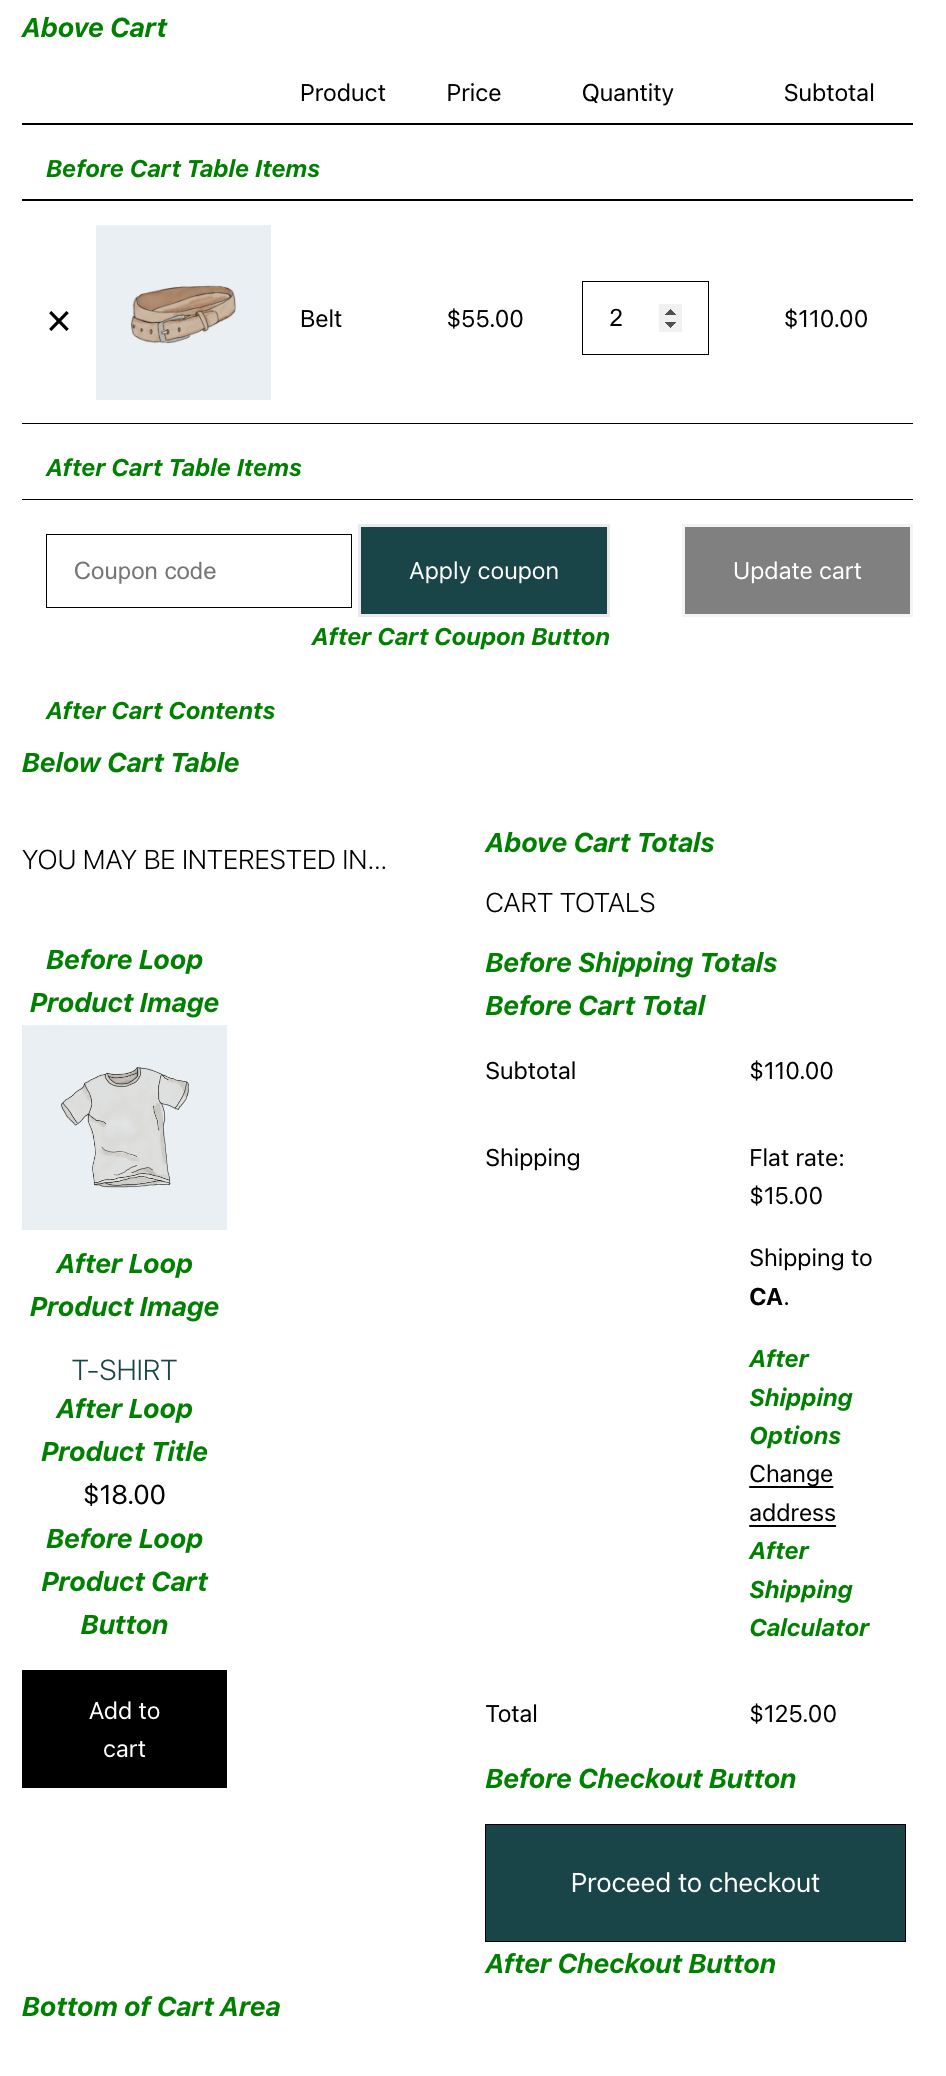 Above Cart
Product Price Quantity Subtotal
Before Cart Table Items
× Belt $55.00 2 $110.00
After Cart Table Items
Coupon code Apply coupon Update cart
After Cart Coupon Button
After Cart Contents
Below Cart Table
YOU MAY BE INTERESTED IN...
Before Loop
Product Image
After Loop
Product Image
T-SHIRT
After Loop
Product Title
$18.00
Before Loop
Product Cart
Button
Add to
cart
Above Cart Totals
CART TOTALS
Before Shipping Totals
Before Cart Total
Subtotal $110.00
Shipping Flat rate:
$15.00
Shipping to
CA.
After
Shipping
Options
Change
address
After
Shipping
Calculator
Total $125.00
Before Checkout Button
Proceed to checkout
After Checkout Button
Bottom of Cart Area